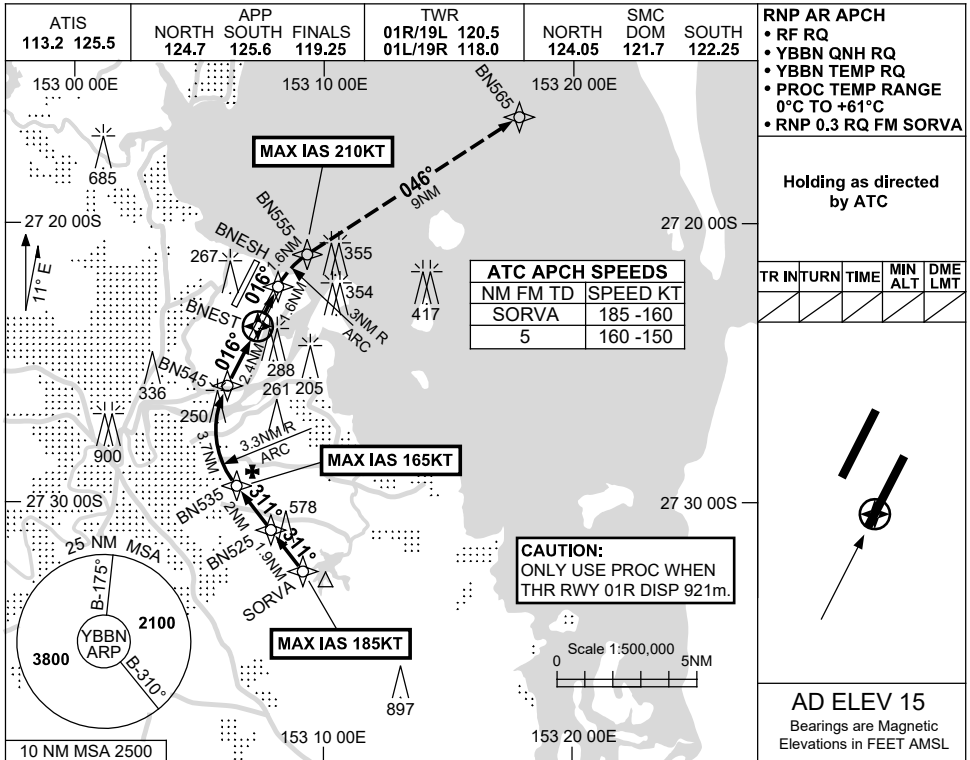 ATIS
113.2 125.5
APP
NORTH SOUTH FINALS
124.7 125.6 119.25
TWR
01R/19L 120.5
01L/19R 118.0
SMC
NORTH DOM SOUTH
124.05 121.7 122.25
RNP AR APCH
• RF RQ
• YBBN QNH RQ
• YBBN TEMP RQ
• PROC TEMP RANGE
0°C TO +61°C
• RNP 0.3 RQ FM SORVA
Holding as directed
by ATC
TR IN TURN TIME MIN ALT DME LMT
153 00 00E
153 10 00E
153 20 00E
BN565
685
MAX IAS 210KT
046°
9NM
27 20 00S
27 20 00S
11° E
BN555
BNESH
1.6NM
355
267
016°
354
417
ATC APCH SPEEDS
NM FM TD SPEED KT
SORVA 185 -160
5 160 -150
BNEST
1.6NM
3NM R
ARC
016°
2.4NM
288
BN545
336
261 205
250
900
3.7NM
3.3NM R
ARC
MAX IAS 165KT
27 30 00S
27 30 00S
BN535
311°
2NM
578
BN525
311°
1.9NM
SORVA
25 NM MSA
B-175°
2100
YBBN
ARP
3800
B-310°
CAUTION:
ONLY USE PROC WHEN
THR RWY 01R DISP 921m.
MAX IAS 185KT
Scale 1:500,000
0 5NM
897
10 NM MSA 2500
153 10 00E
153 20 00E
AD ELEV 15
Bearings are Magnetic
Elevations in FEET AMSL